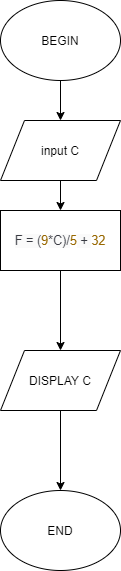 BEGIN
input C
F = (9*C)/5 + 32
DISPLAY C
END